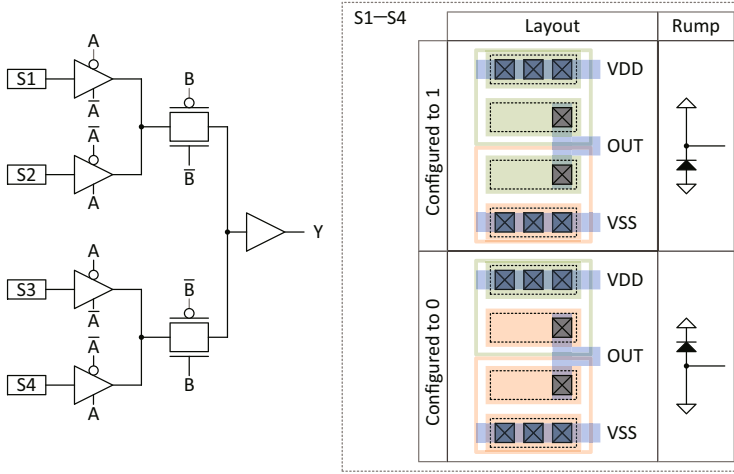 S1—S4
Layout
Rump
A
S1
A̅
B
A̅
S2
B̅
A
Y
A
S3
A̅
B̅
A̅
S4
B
A
Configured to 1
VDD
OUT
VSS
Configured to 0
VDD
OUT
VSS